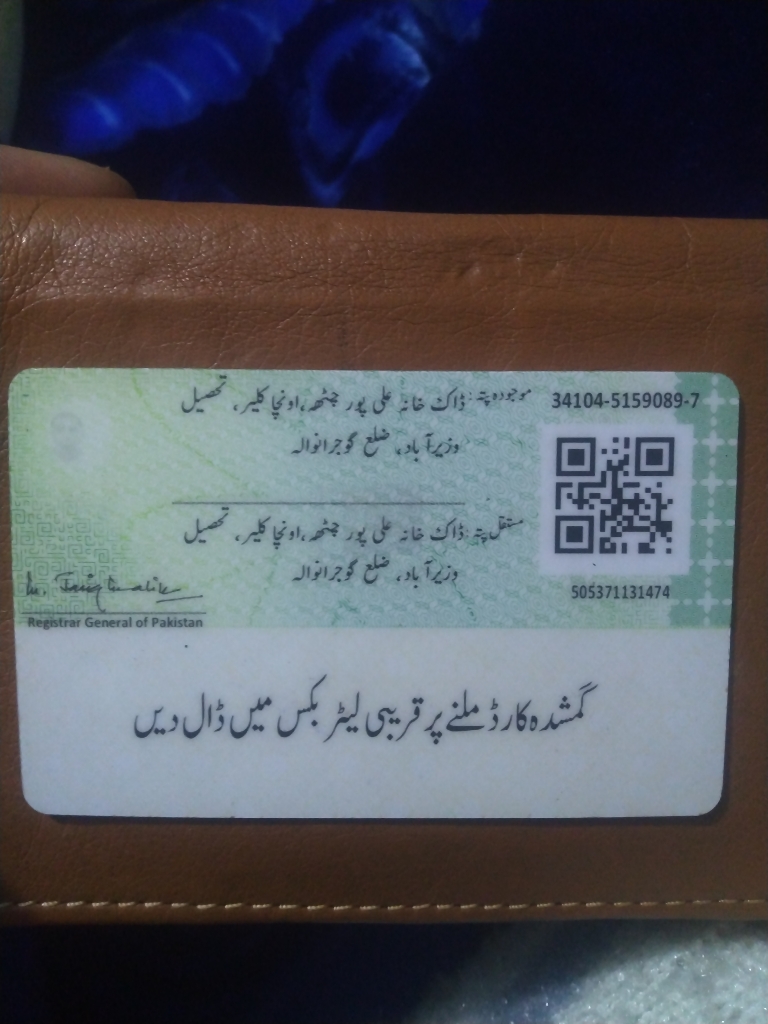 34104-5159089-7
موجودہ پتہ: ڈاک خانہ علی پور چٹھہ، اونچا کلیر، تحصیل
وزیرآباد، ضلع گوجرانوالہ
مستقل پتہ: ڈاک خانہ علی پور چٹھہ، اونچا کلیر، تحصیل
وزیرآباد، ضلع گوجرانوالہ
505371131474
Registrar General of Pakistan
گمشدہ کارڈ ملنے پر قریبی لیٹر بکس میں ڈال دیں